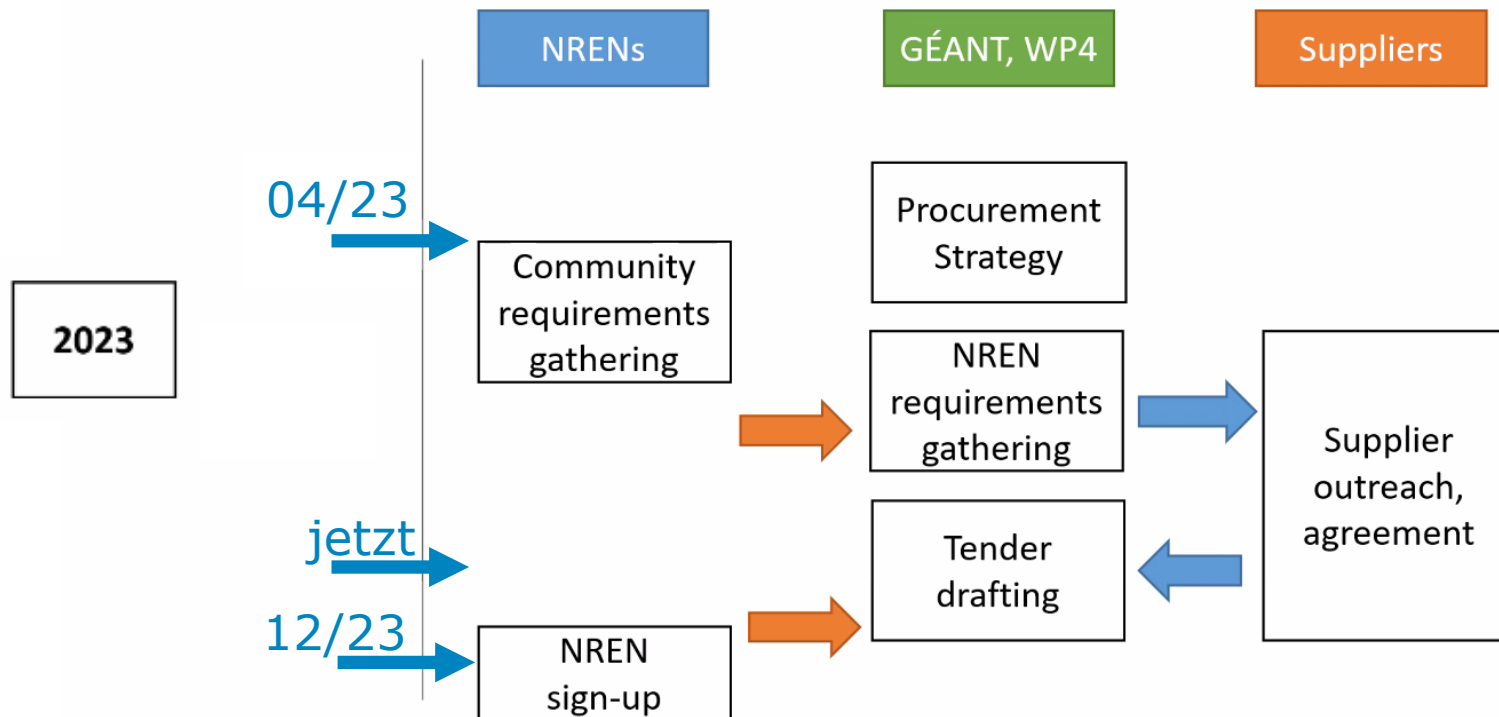 NRENs
GÉANT, WP4
Suppliers
04/23
Procurement
Strategy
Community
requirements
gathering
2023
NREN
requirements
gathering
Supplier
outreach,
agreement
jetzt
Tender
drafting
12/23
NREN
sign-up